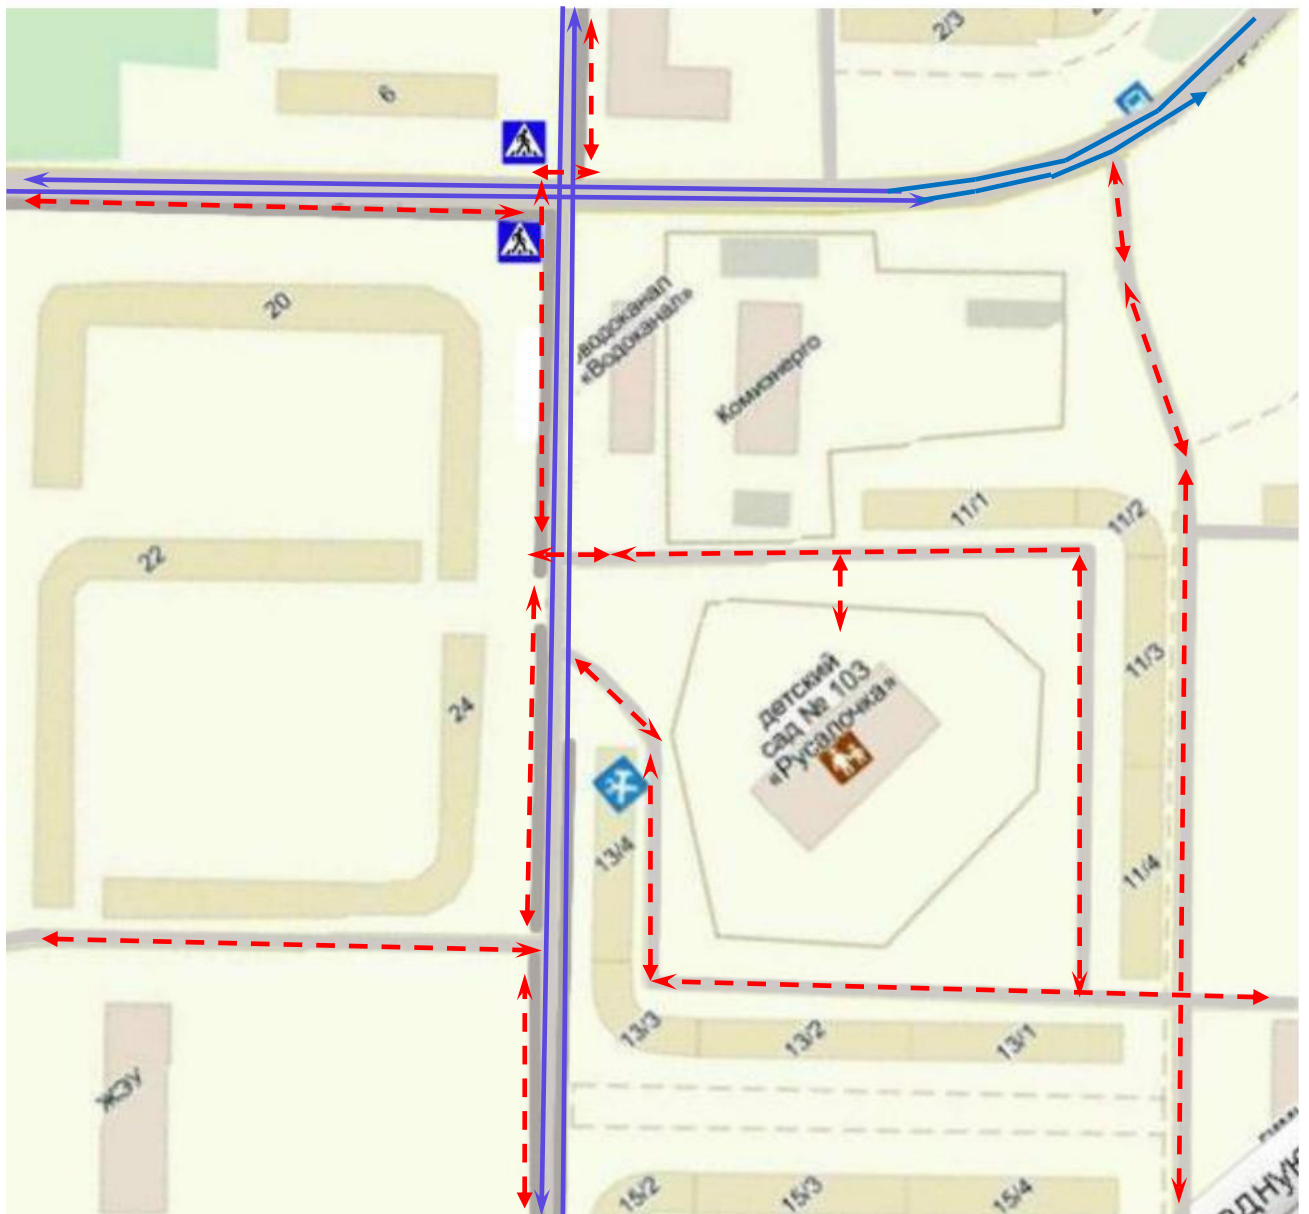 2/3
6
20
водоканал
«Водоканал»
Комиэнерго
11/1
11/2
22
11/3
детский
сад № 103
«Русалочка»
24
13/4
11/4
13/3
13/2
13/1
ЖЭУ
15/2
15/3
15/4